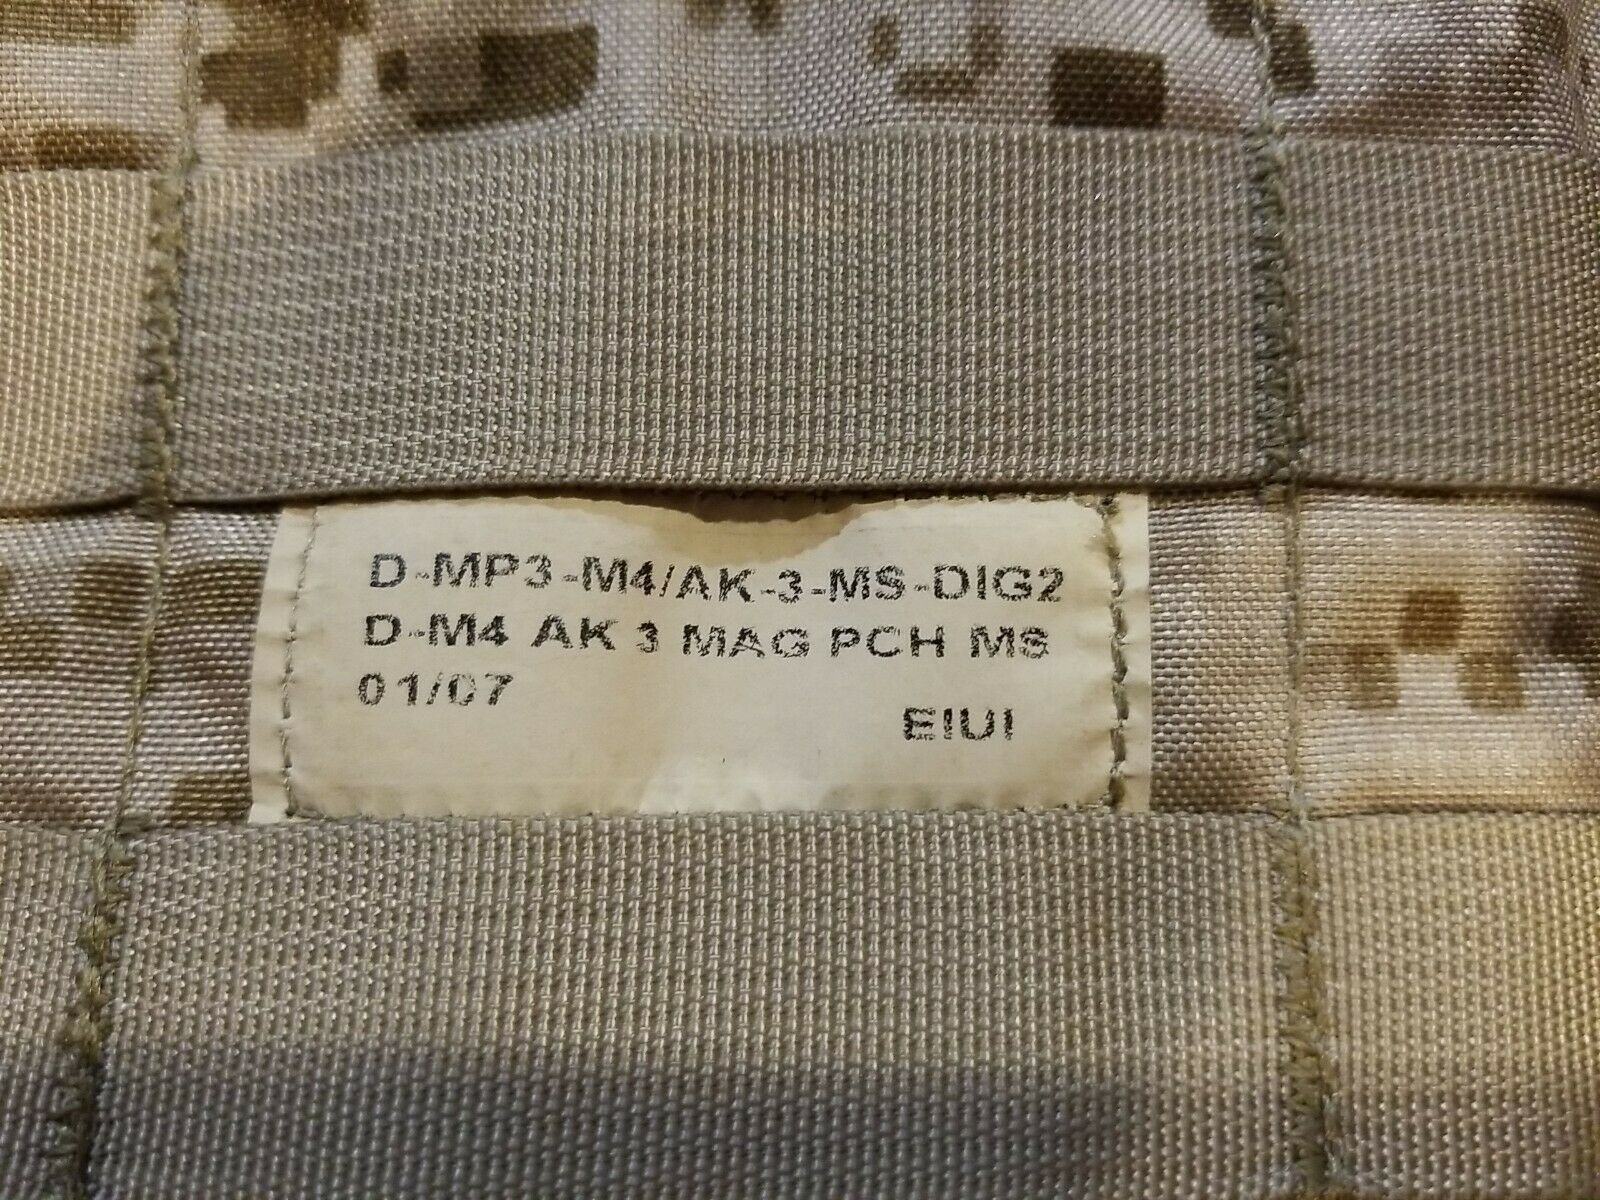 D-MP3-M4/AK-3-MS-DIG2
D-M4 AK 3 MAG PCH MS
01/07
EIUI